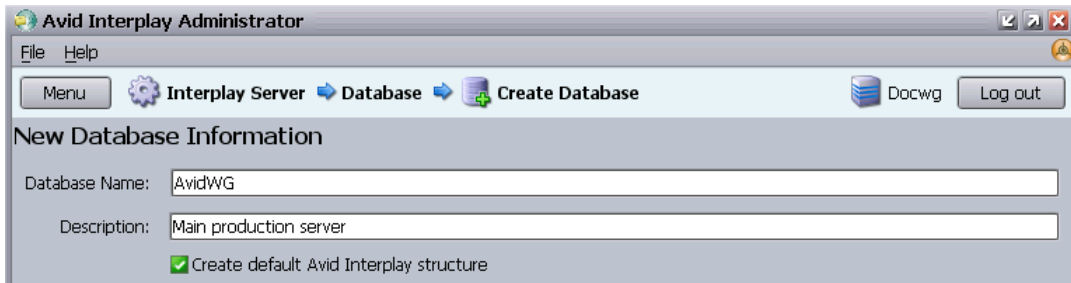 Avid Interplay Administrator
File Help
Menu Interplay Server Database Create Database Docwg Log out
New Database Information
Database Name: AvidWG
Description: Main production server
Create default Avid Interplay structure